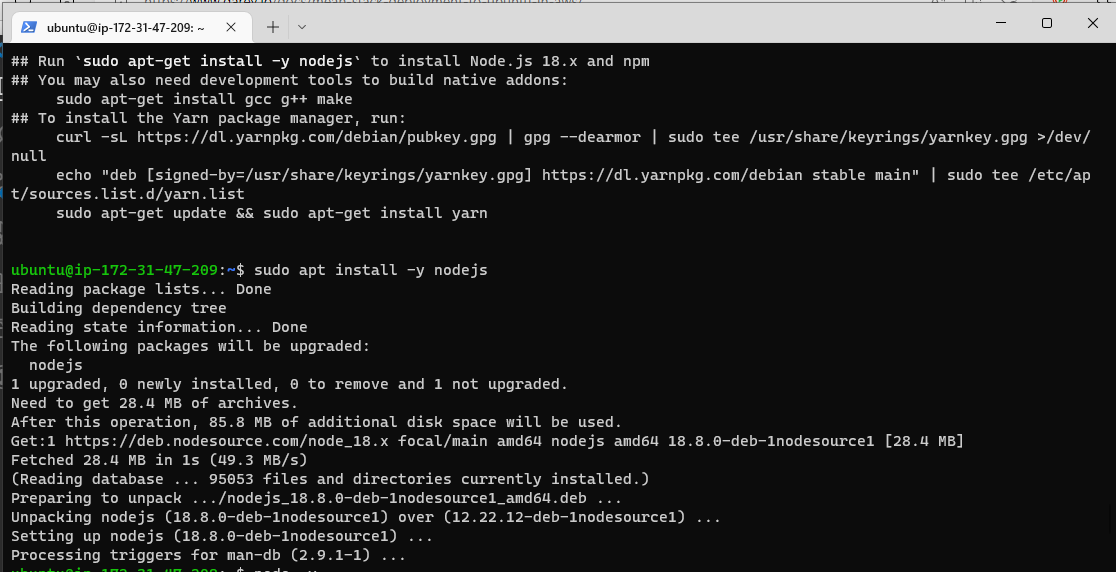 ubuntu@ip-172-31-47-209: ~
## Run `sudo apt-get install -y nodejs` to install Node.js 18.x and npm
## You may also need development tools to build native addons:
     sudo apt-get install gcc g++ make
## To install the Yarn package manager, run:
     curl -sL https://dl.yarnpkg.com/debian/pubkey.gpg | gpg --dearmor | sudo tee /usr/share/keyrings/yarnkey.gpg >/dev/
null
     echo "deb [signed-by=/usr/share/keyrings/yarnkey.gpg] https://dl.yarnpkg.com/debian stable main" | sudo tee /etc/ap
t/sources.list.d/yarn.list
     sudo apt-get update && sudo apt-get install yarn
ubuntu@ip-172-31-47-209:~$ sudo apt install -y nodejs
Reading package lists... Done
Building dependency tree
Reading state information... Done
The following packages will be upgraded:
  nodejs
1 upgraded, 0 newly installed, 0 to remove and 1 not upgraded.
Need to get 28.4 MB of archives.
After this operation, 85.8 MB of additional disk space will be used.
Get:1 https://deb.nodesource.com/node_18.x focal/main amd64 nodejs amd64 18.8.0-deb-1nodesource1 [28.4 MB]
Fetched 28.4 MB in 1s (49.3 MB/s)
(Reading database ... 95053 files and directories currently installed.)
Preparing to unpack .../nodejs_18.8.0-deb-1nodesource1_amd64.deb ...
Unpacking nodejs (18.8.0-deb-1nodesource1) over (12.22.12-deb-1nodesource1) ...
Setting up nodejs (18.8.0-deb-1nodesource1) ...
Processing triggers for man-db (2.9.1-1) ...
ubuntu@ip-172-31-47-209:~$